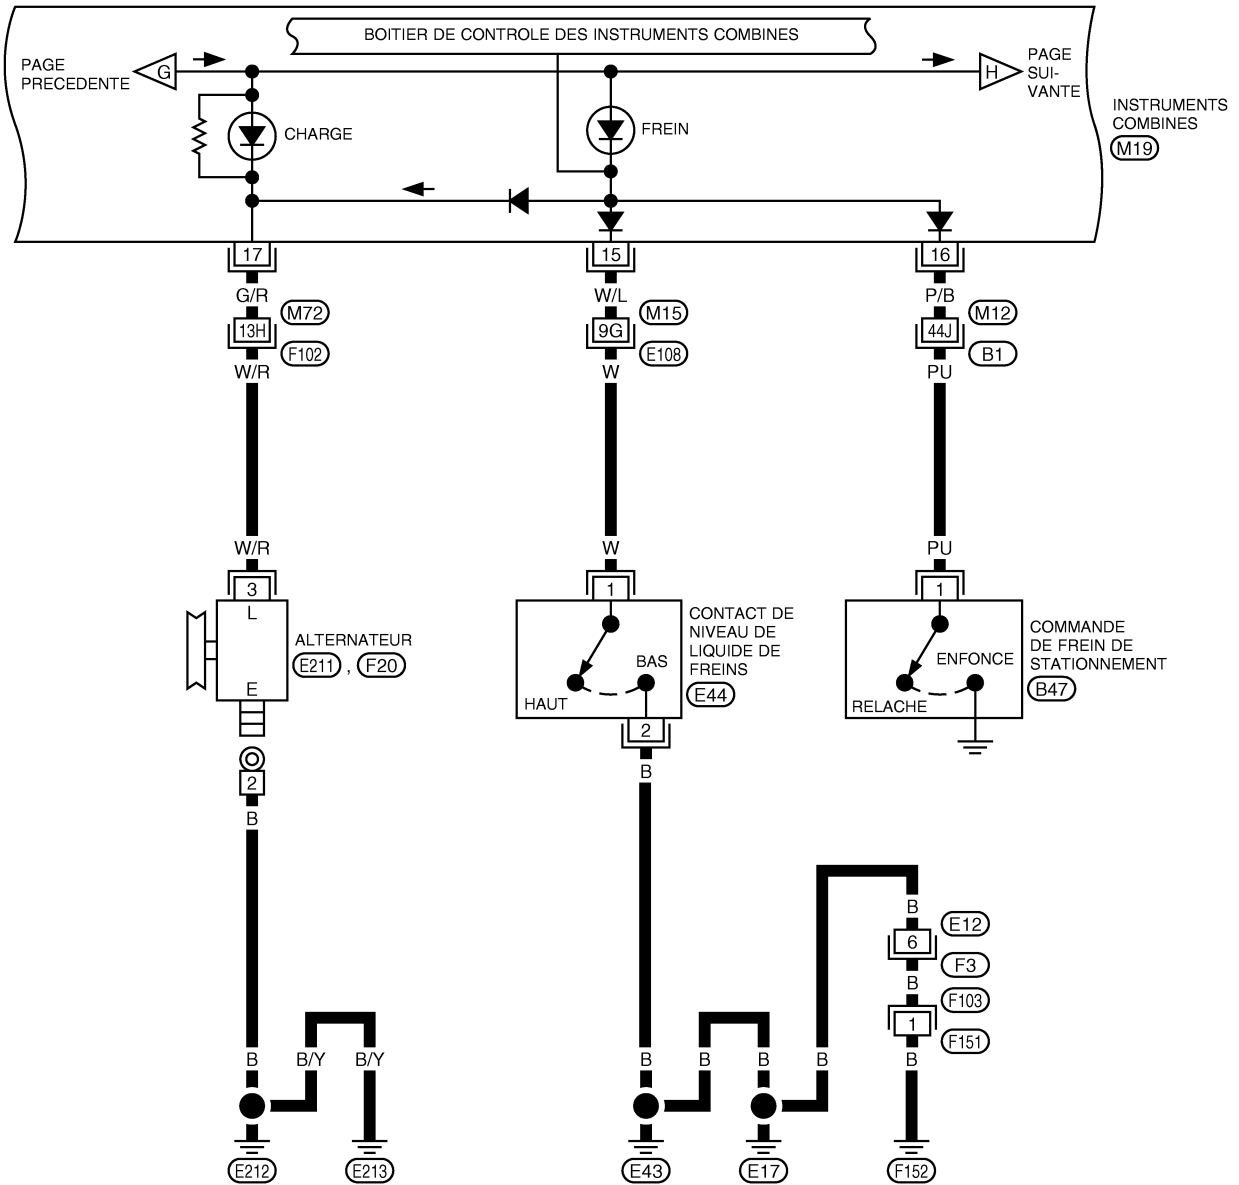 BOITIER DE CONTROLE DES INSTRUMENTS COMBINES
PAGE
PRECEDENTE
G
H
PAGE
SUI-
VANTE
INSTRUMENTS
COMBINES
M19
CHARGE
FREIN
17
15
16
G/R
W/L
P/B
M72
M15
M12
13H
9G
44J
F102
E108
B1
W/R
W
PU
W/R
W
PU
3
1
1
L
E
ALTERNATEUR
E211 , F20
CONTACT DE
NIVEAU DE
LIQUIDE DE
FREINS
E44
BAS
HAUT
COMMANDE
DE FREIN DE
STATIONNEMENT
B47
ENFONCE
RELACHE
2
2
B
B
B
E12
6
F3
B
F103
1
F151
B
B/Y
B/Y
B
B
B
B
B
E212
E213
E43
E17
F152